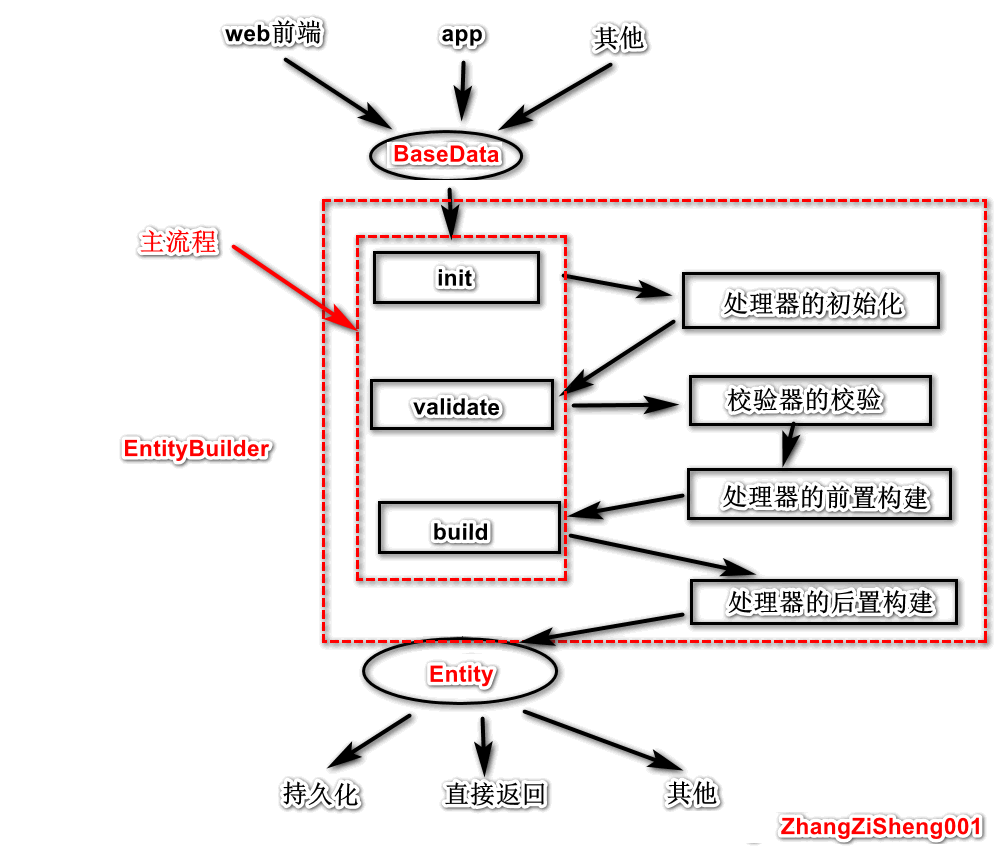 web前端
app
其他
BaseData
主流程
init
处理器的初始化
validate
校验器的校验
EntityBuilder
处理器的前置构建
build
处理器的后置构建
Entity
持久化
直接返回
其他
ZhangZiSheng001